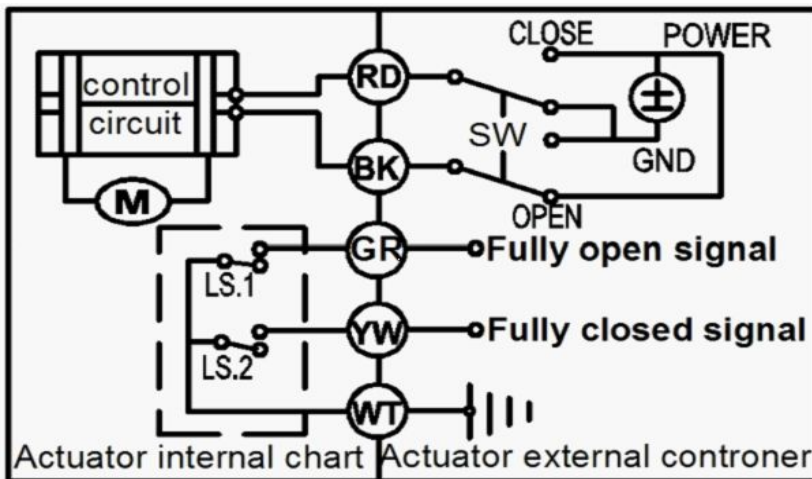 CLOSE POWER
control
circuit
RD
SW
GND
BK
M
OPEN
GR Fully open signal
LS.1
YW Fully closed signal
LS.2
WT
Actuator internal chart Actuator external controner